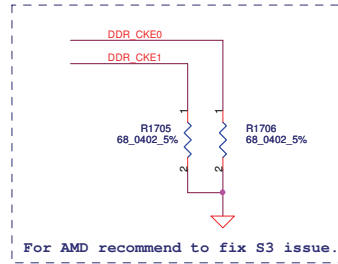 DDR_CKE0
DDR_CKE1
1 1
R1705 R1706
68_0402_5% 68_0402_5%
2 2
For AMD recommend to fix S3 issue.